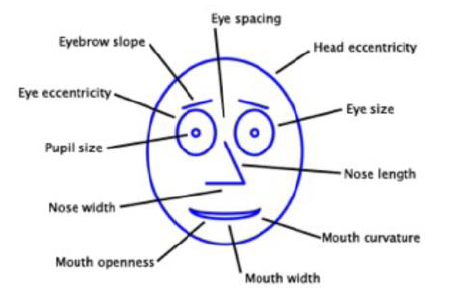 Eye spacing
Eyebrow slope
Head eccentricity
Eye eccentricity
Eye size
Pupil size
Nose length
Nose width
Mouth curvature
Mouth openness
Mouth width